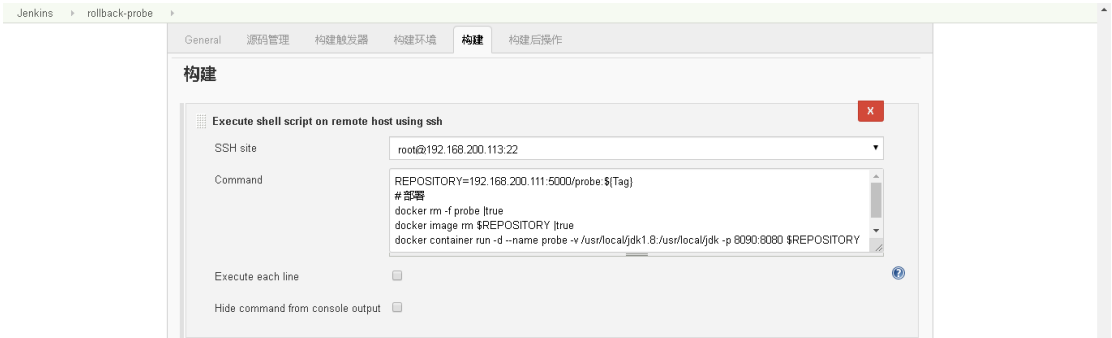 Jenkins rollback-probe
General 源码管理 构建触发器 构建环境 构建 构建后操作
构建
X
Execute shell script on remote host using ssh
SSH site root@192.168.200.113:22
Command
REPOSITORY=192.168.200.111:5000/probe:${Tag}
# 部署
docker rm -f probe |true
docker image rm $REPOSITORY |true
docker container run -d --name probe -v /usr/local/jdk1.8:/usr/local/jdk -p 8090:8080 $REPOSITORY
Execute each line
Hide command from console output